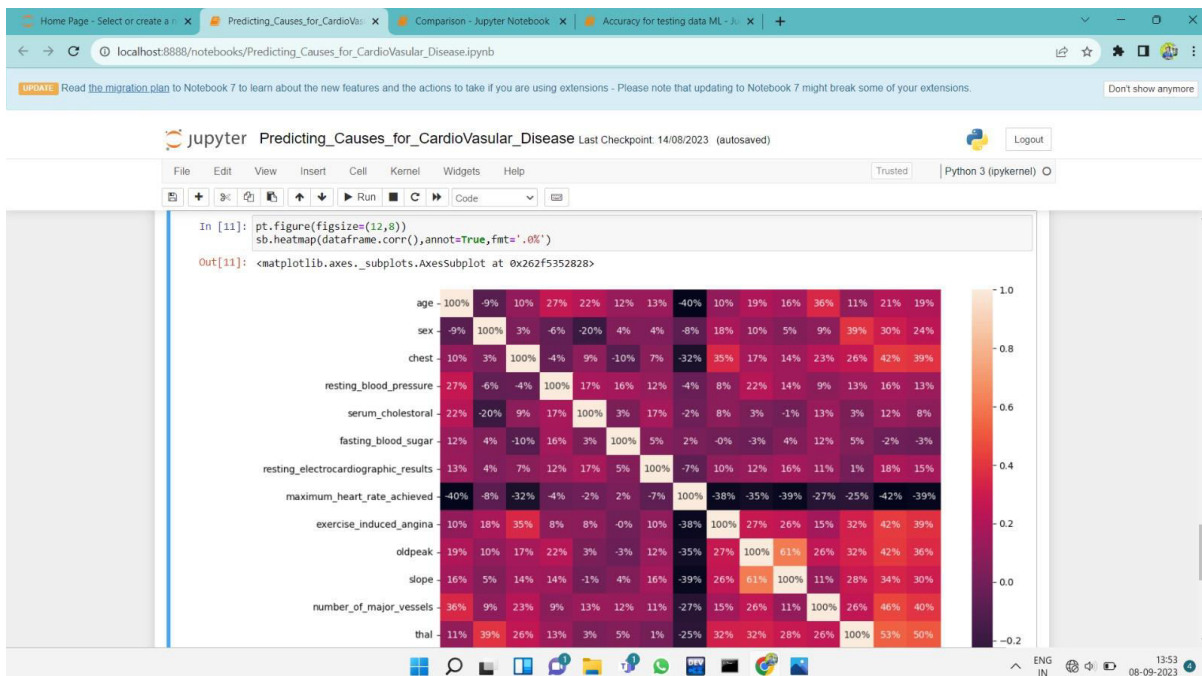 Home Page - Select or create a n
Predicting_Causes_for_CardioVas
Comparison - Jupyter Notebook
Accuracy for testing data ML - Ju
localhost:8888/notebooks/Predicting_Causes_for_CardioVasular_Disease.ipynb
UPDATE Read the migration plan to Notebook 7 to learn about the new features and the actions to take if you are using extensions - Please note that updating to Notebook 7 might break some of your extensions.
Don't show anymore
jupyter Predicting_Causes_for_CardioVasular_Disease Last Checkpoint: 14/08/2023 (autosaved)
Logout
File Edit View Insert Cell Kernel Widgets Help
Trusted
Python 3 (ipykernel)
Run
Code
In [11]: pt.figure(figsize=(12,8))
sb.heatmap(dataframe.corr(),annot=True,fmt='.0%')
Out[11]: <matplotlib.axes._subplots.AxesSubplot at 0x262f5352828>
age 100% -9% 10% 27% 22% 12% 13% -40% 10% 19% 16% 36% 11% 21% 19%
sex -9% 100% 3% -6% -20% 4% 4% -8% 18% 10% 5% 9% 39% 30% 24%
chest 10% 3% 100% -4% 9% -10% 7% -32% 35% 17% 14% 23% 26% 42% 39%
resting_blood_pressure 27% -6% -4% 100% 17% 16% 12% -4% 8% 22% 14% 9% 13% 16% 13%
serum_cholestoral 22% -20% 9% 17% 100% 3% 17% -2% 8% 3% -1% 13% 3% 12% 8%
fasting_blood_sugar 12% 4% -10% 16% 3% 100% 5% 2% -0% -3% 4% 12% 5% -2% -3%
resting_electrocardiographic_results 13% 4% 7% 12% 17% 5% 100% -7% 10% 12% 16% 11% 1% 18% 15%
maximum_heart_rate_achieved -40% -8% -32% -4% -2% 2% -7% 100% -38% -35% -39% -27% -25% -42% -39%
exercise_induced_angina 10% 18% 35% 8% 8% -0% 10% -38% 100% 27% 26% 15% 32% 42% 39%
oldpeak 19% 10% 17% 22% 3% -3% 12% -35% 27% 100% 61% 26% 32% 42% 36%
slope 16% 5% 14% 14% -1% 4% 16% -39% 26% 61% 100% 11% 28% 34% 30%
number_of_major_vessels 36% 9% 23% 9% 13% 12% 11% -27% 15% 26% 11% 100% 26% 46% 40%
thal 11% 39% 26% 13% 3% 5% 1% -25% 32% 32% 28% 26% 100% 53% 50%
1.0
0.8
0.6
0.4
0.2
0.0
-0.2
DEV
ENG
IN
13:53
08-09-2023
4